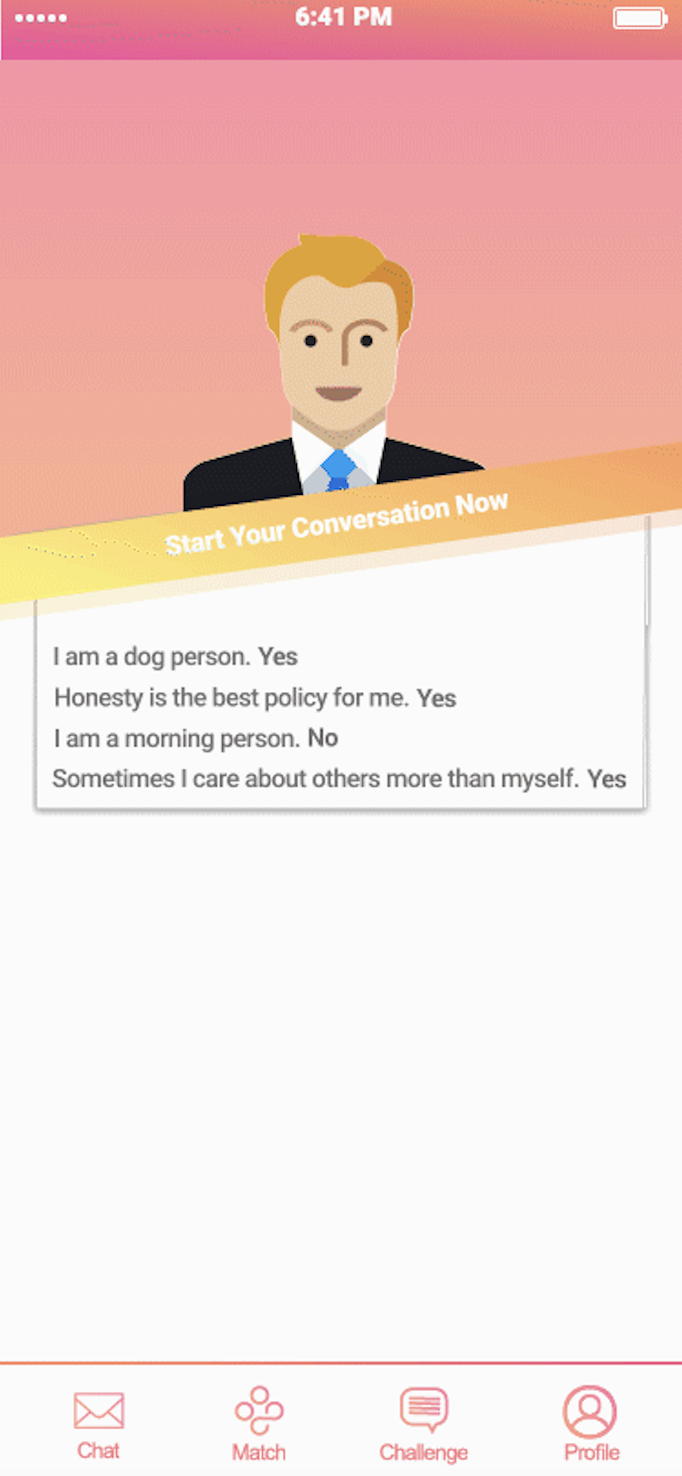 6:41 PM
Start Your Conversation Now
I am a dog person. Yes
Honesty is the best policy for me. Yes
I am a morning person. No
Sometimes I care about others more than myself. Yes
Chat
Match
Challenge
Profile